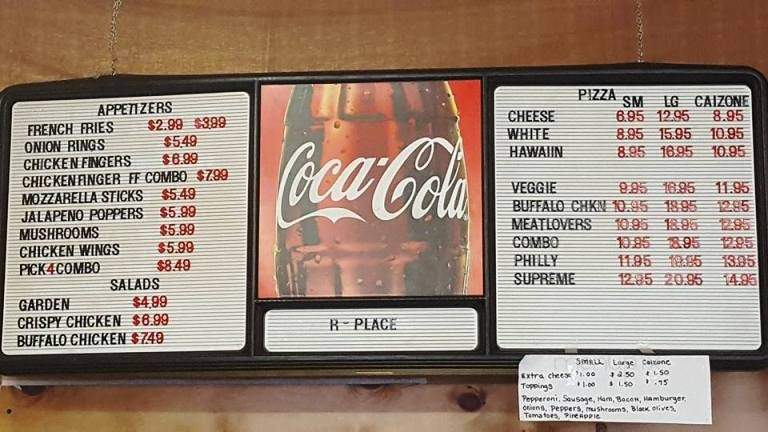 APPETIZERS
FRENCH FRIES $2.99 $3.99
ONION RINGS $5.49
CHICKEN FINGERS $6.99
CHICKEN FINGER FF COMBO $7.99
MOZZARELLA STICKS $5.49
JALAPENO POPPERS $5.99
MUSHROOMS $5.99
CHICKEN WINGS $5.99
PICK 4 COMBO $8.49
SALADS
GARDEN $4.99
CRISPY CHICKEN $6.99
BUFFALO CHICKEN $7.49
Coca-Cola
R - PLACE
PIZZA SM LG CAIZONE
CHEESE 6.95 12.95 8.95
WHITE 8.95 15.95 10.95
HAWAIIN 8.95 16.95 10.95
VEGGIE 9.95 16.95 11.95
BUFFALO CHKN 10.95 18.95 12.95
MEATLOVERS 10.95 18.95 12.95
COMBO 10.95 18.95 12.95
PHILLY 11.95 19.95 13.95
SUPREME 12.95 20.95 14.95
SMALL Large Calzone
Extra cheese $1.00 $2.50 $1.50
Toppings $1.00 $1.50 $.75
Pepperoni, Sausage, Ham, Bacon, Hamburger,
Onions, Peppers, Mushrooms, Black olives,
Tomatoes, Pineapple